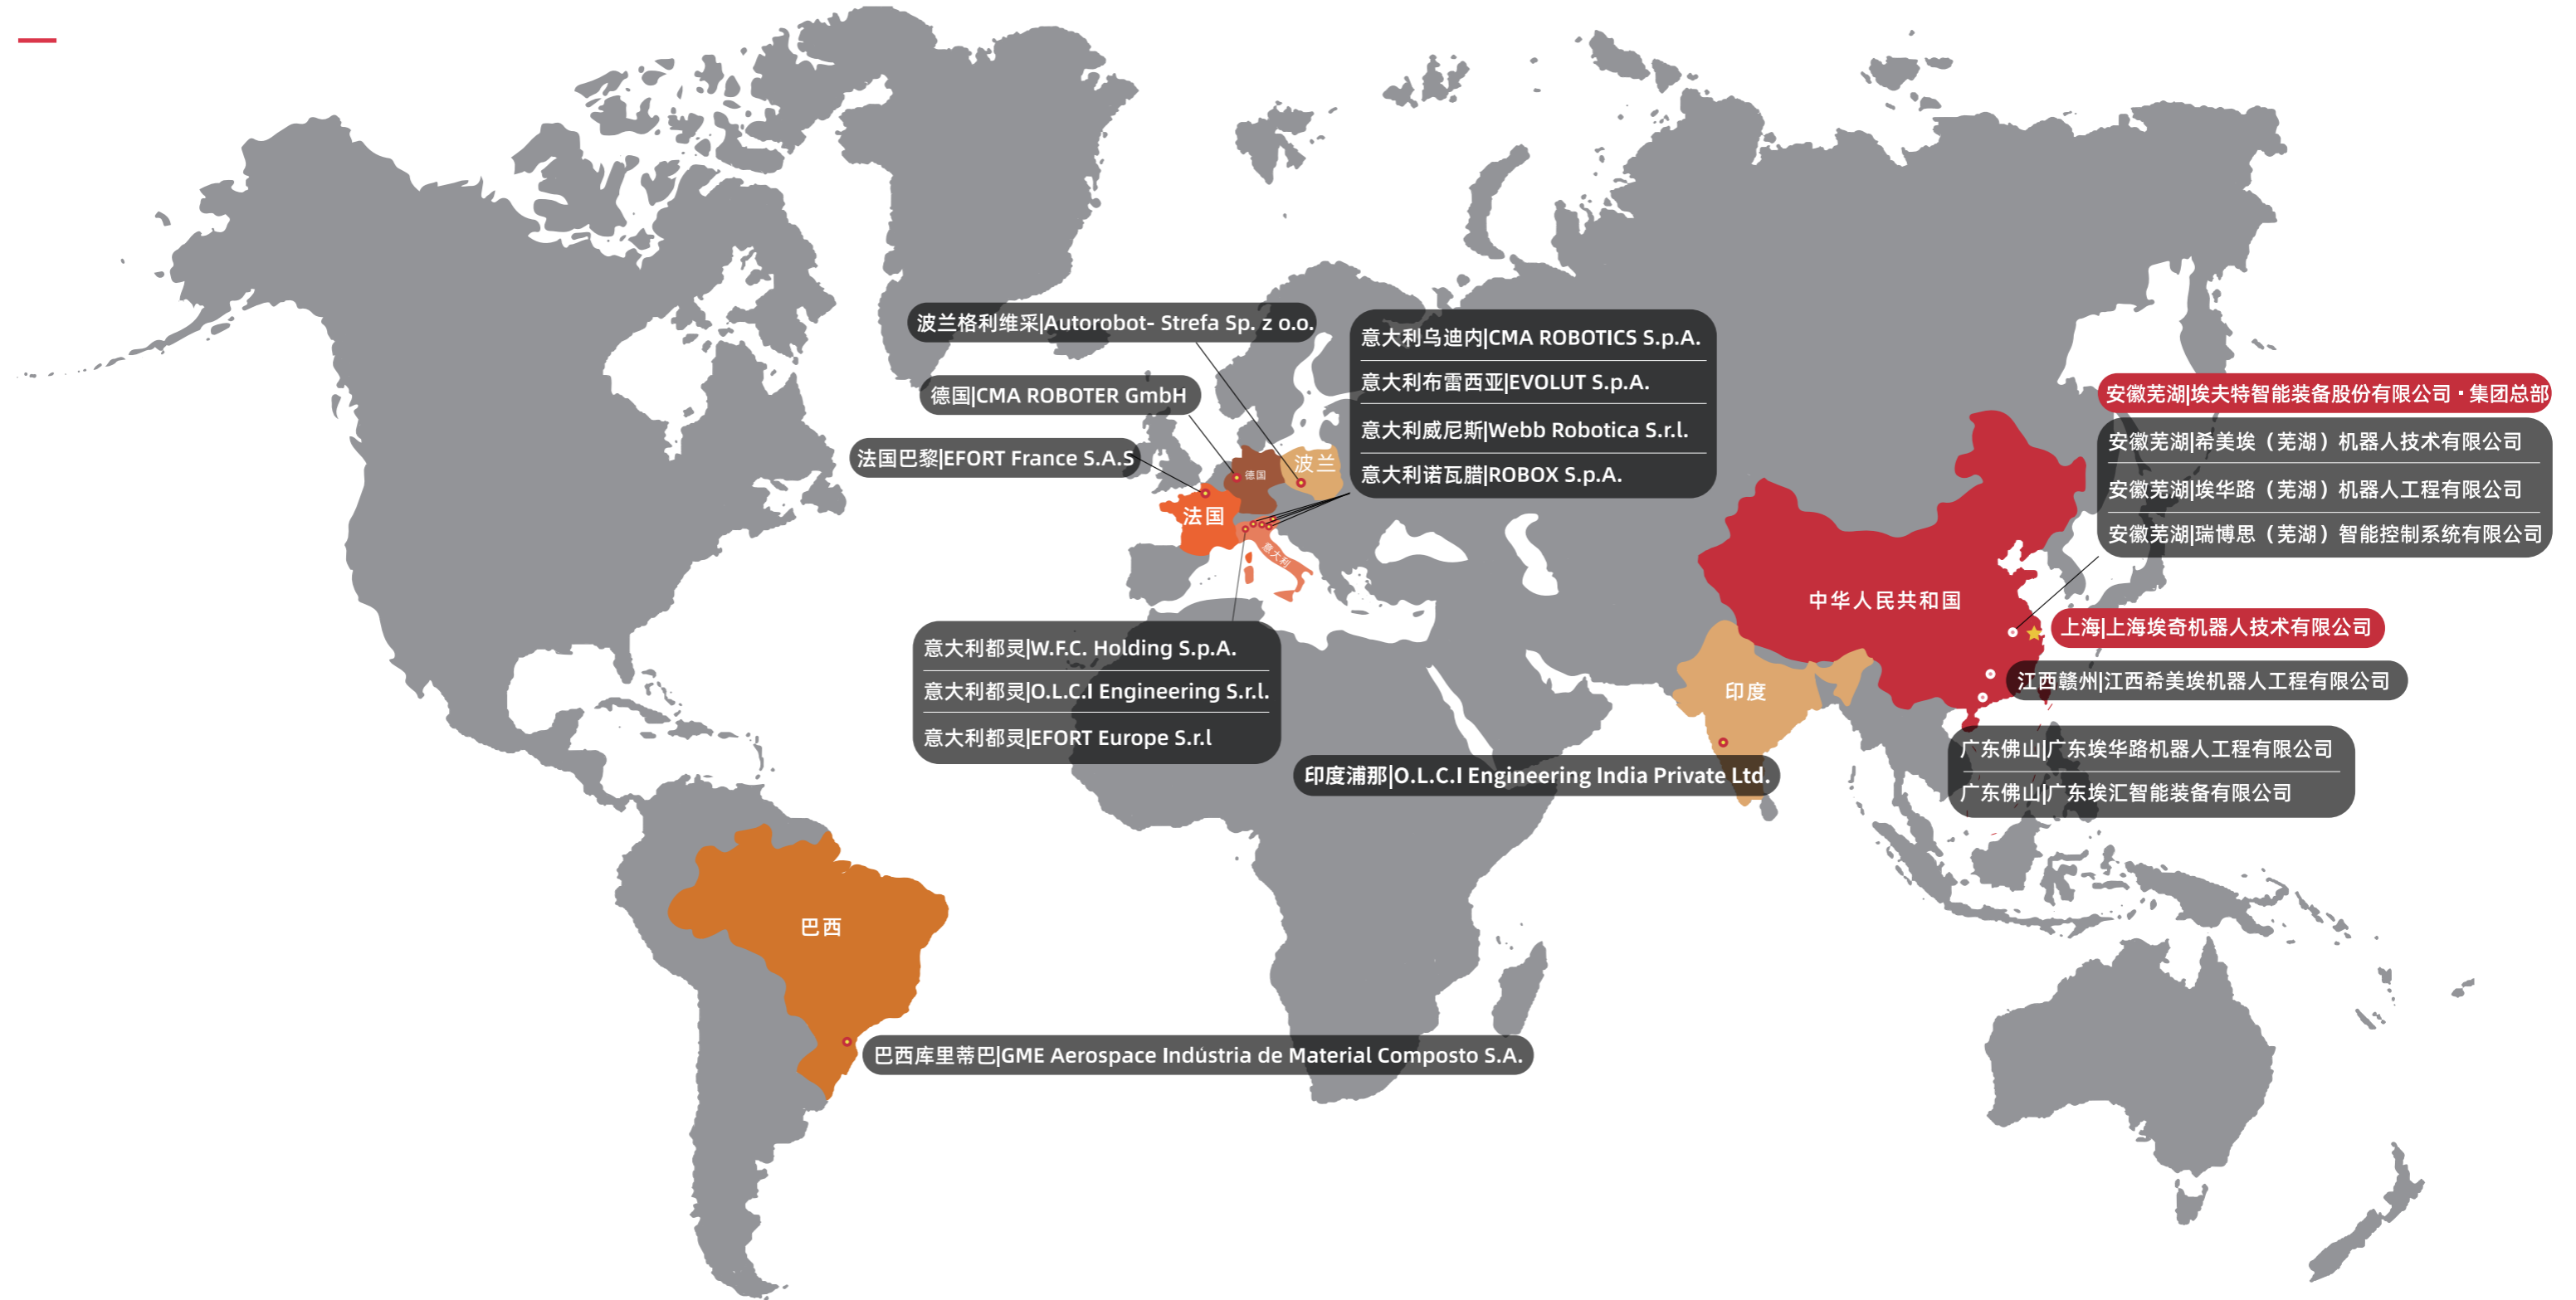 波兰格利维采|Autorobot- Strefa Sp. z o.o.
德国|CMA ROBOTER GmbH
法国巴黎|EFORT France S.A.S
意大利乌迪内|CMA ROBOTICS S.p.A.
意大利布雷西亚|EVOLUT S.p.A.
意大利威尼斯|Webb Robotica S.r.l.
意大利诺瓦腊|ROBOX S.p.A.
安徽芜湖|埃夫特智能装备股份有限公司·集团总部
安徽芜湖|希美埃（芜湖）机器人技术有限公司
安徽芜湖|埃华路（芜湖）机器人工程有限公司
安徽芜湖|瑞博思（芜湖）智能控制系统有限公司
波兰
德国
法国
意大利
中华人民共和国
上海|上海埃奇机器人技术有限公司
意大利都灵|W.F.C. Holding S.p.A.
意大利都灵|O.L.C.I Engineering S.r.l.
意大利都灵|EFORT Europe S.r.l
印度
江西赣州|江西希美埃机器人工程有限公司
广东佛山|广东埃华路机器人工程有限公司
广东佛山|广东埃汇智能装备有限公司
印度浦那|O.L.C.I Engineering India Private Ltd.
巴西
巴西库里蒂巴|GME Aerospace Indústria de Material Composto S.A.